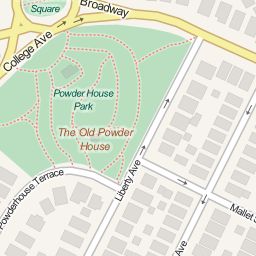 Square
Broadway
College Ave
Powder House
Park
The Old Powder
House
Powderhouse Terrace
Liberty Ave
Mallet S
Ave